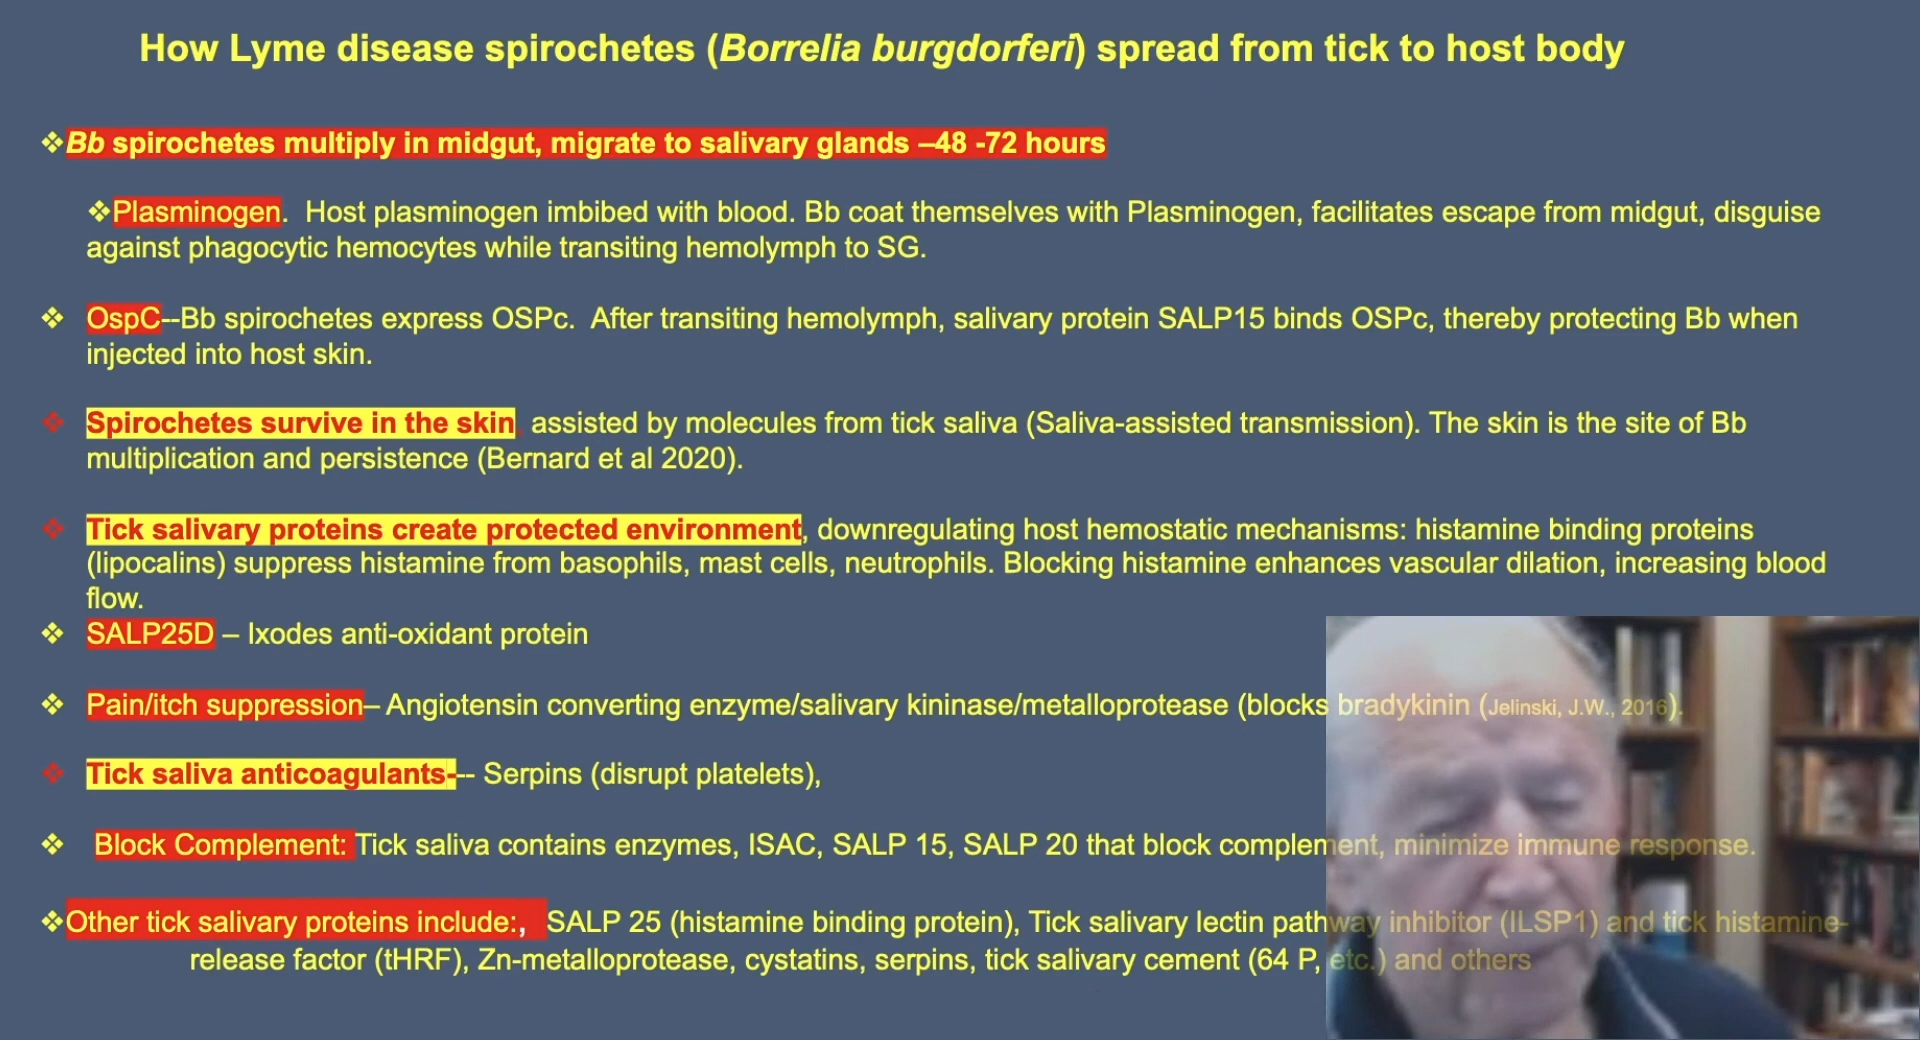 How Lyme disease spirochetes (Borrelia burgdorferi) spread from tick to host body
❖Bb spirochetes multiply in midgut, migrate to salivary glands –48 -72 hours
❖Plasminogen. Host plasminogen imbibed with blood. Bb coat themselves with Plasminogen, facilitates escape from midgut, disguise
against phagocytic hemocytes while transiting hemolymph to SG.
❖ OspC--Bb spirochetes express OSPc. After transiting hemolymph, salivary protein SALP15 binds OSPc, thereby protecting Bb when
injected into host skin.
❖ Spirochetes survive in the skin, assisted by molecules from tick saliva (Saliva-assisted transmission). The skin is the site of Bb
multiplication and persistence (Bernard et al 2020).
❖ Tick salivary proteins create protected environment, downregulating host hemostatic mechanisms: histamine binding proteins
(lipocalins) suppress histamine from basophils, mast cells, neutrophils. Blocking histamine enhances vascular dilation, increasing blood
flow.
❖ SALP25D – Ixodes anti-oxidant protein
❖ Pain/itch suppression– Angiotensin converting enzyme/salivary kininase/metalloprotease (blocks bradykinin (Jelinski, J.W., 2016).
❖ Tick saliva anticoagulants--- Serpins (disrupt platelets),
❖ Block Complement: Tick saliva contains enzymes, ISAC, SALP 15, SALP 20 that block complement, minimize immune response.
❖Other tick salivary proteins include:, SALP 25 (histamine binding protein), Tick salivary lectin pathway inhibitor (ILSP1) and tick histamine-
release factor (tHRF), Zn-metalloprotease, cystatins, serpins, tick salivary cement (64 P, etc.) and others